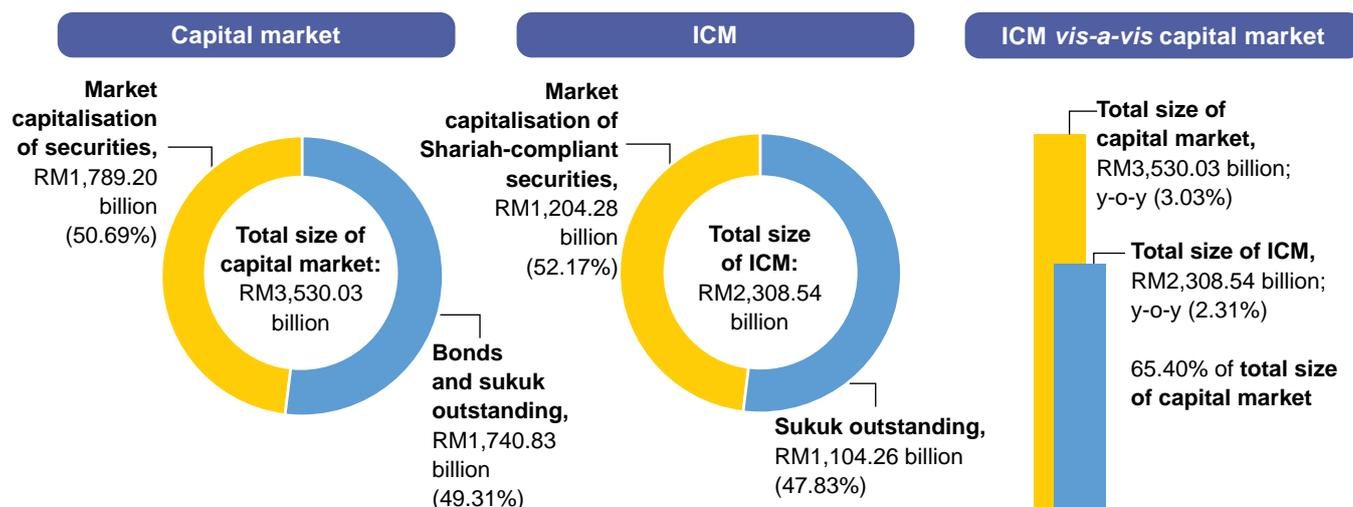 Capital market
Market
capitalisation
of securities,
RM1,789.20
billion
(50.69%)
Total size of
capital market:
RM3,530.03
billion
Bonds
and sukuk
outstanding,
RM1,740.83
billion
(49.31%)
ICM
Market
capitalisation of
Shariah-compliant
securities,
RM1,204.28
billion
(52.17%)
Total size
of ICM:
RM2,308.54
billion
Sukuk outstanding,
RM1,104.26 billion
(47.83%)
ICM vis-a-vis capital market
Total size of
capital market,
RM3,530.03 billion;
y-o-y (3.03%)
Total size of ICM,
RM2,308.54 billion;
y-o-y (2.31%)
65.40% of total size
of capital market